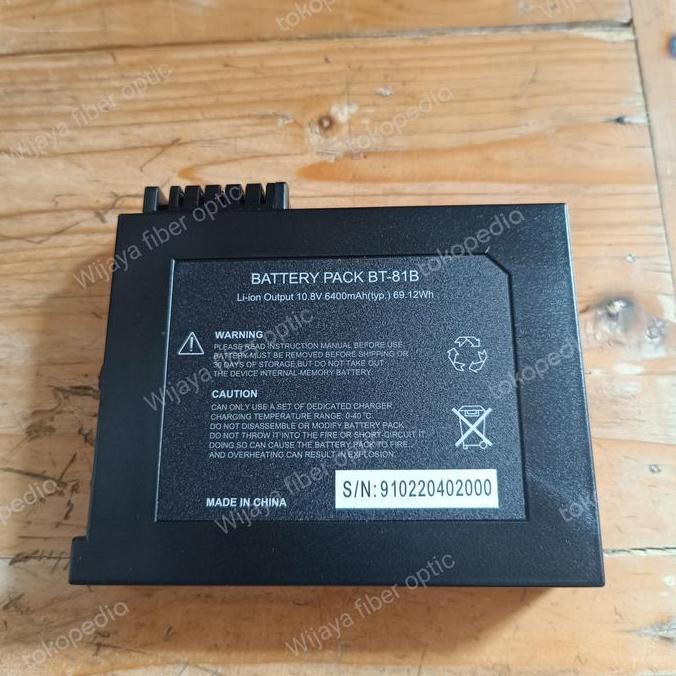 BATTERY PACK BT-81B
Li-ion Output 10.8V 6400mAh(typ.) 69.12Wh
WARNING
PLEASE READ INSTRUCTION MANUAL BEFORE USE
BATTERY MUST BE REMOVED BEFORE SHIPING OR
30 DAYS OF STORAGE,BUT DO NOT TAKE OUT
THE DEVICE INTERNAL-MEMORY BATTERY.
CAUTION
CAN ONLY USE A SET OF DEDICATED CHARGER
CHARGING TEMPERATURE RANGE: 0-40 °C.
DO NOT DISASSEMBLE OR MODIFY BATTERY PACK.
DO NOT THROW IT INTO THE FIRE OR SHORT-CIRCUIT IT.
DOING SO CAN CAUSE THE BATTERY PACK TO FIRE...
AND OVERHEATING CAN RESULT IN EXPLOSION.
S/N: 910220402000
MADE IN CHINA
Wijaya fiber optic
tokopedia